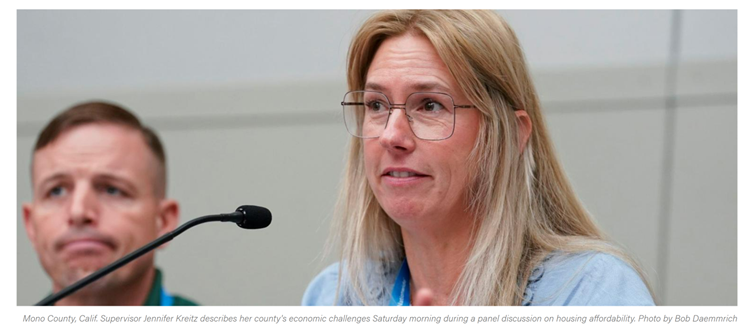 Mono County, Calif. Supervisor Jennifer Kreitz describes her county's economic challenges Saturday morning during a panel discussion on housing affordability. Photo by Bob Daemmrich